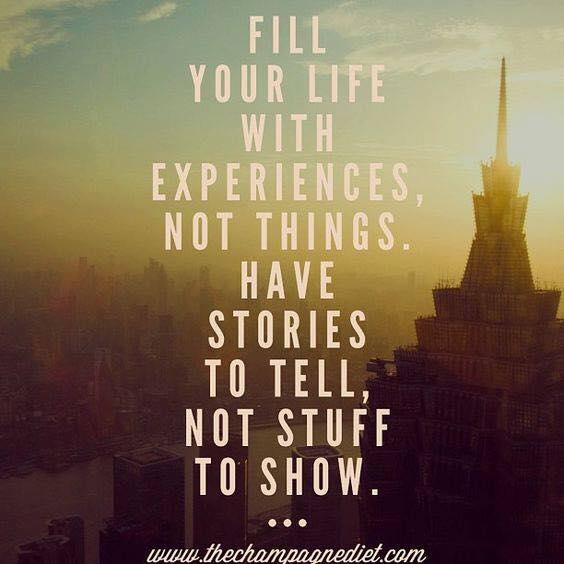 FILL
YOUR LIFE
WITH
EXPERIENCES,
NOT THINGS.
HAVE
STORIES
TO TELL,
NOT STUFF
TO SHOW.
...
www.thechampagnediet.com